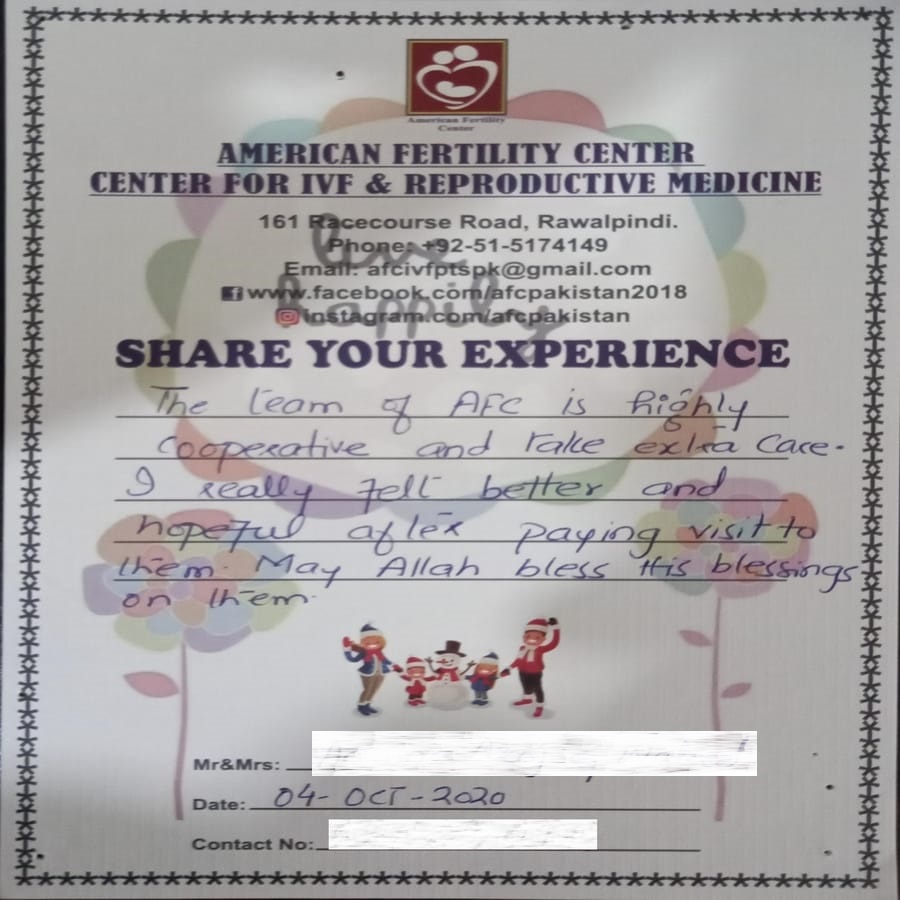 American Fertility
Center
AMERICAN FERTILITY CENTER
CENTER FOR IVF & REPRODUCTIVE MEDICINE
161 Racecourse Road, Rawalpindi.
Phone: +92-51-5174149
Email: afcivfptspk@gmail.com
www.facebook.com/afcpakistan2018
instagram.com/afcpakistan
live
happily
SHARE YOUR EXPERIENCE
The team of AFC is highly
cooperative and take extra care.
I really felt better and
hopeful after paying visit to
them. May Allah bless His blessings
on them.
Mr&Mrs:
Date: 04-OCT-2020
Contact No: